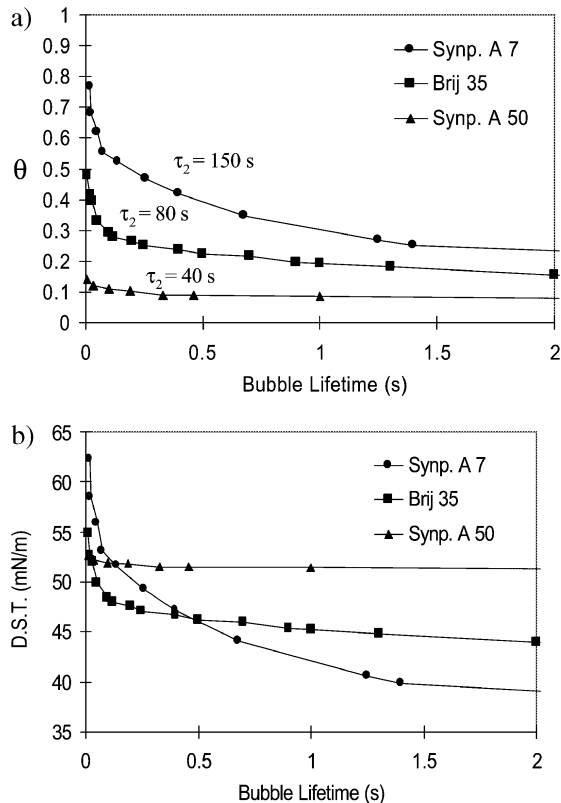 a)
1
0.9
0.8
0.7
0.6
0.5
0.4
0.3
0.2
0.1
0
θ
Synp. A 7
Brij 35
Synp. A 50
τ2 = 150 s
τ2 = 80 s
τ2 = 40 s
0 0.5 1 1.5 2
Bubble Lifetime (s)
b)
65
60
55
50
45
40
35
D.S.T. (mN/m)
Synp. A 7
Brij 35
Synp. A 50
0 0.5 1 1.5 2
Bubble Lifetime (s)